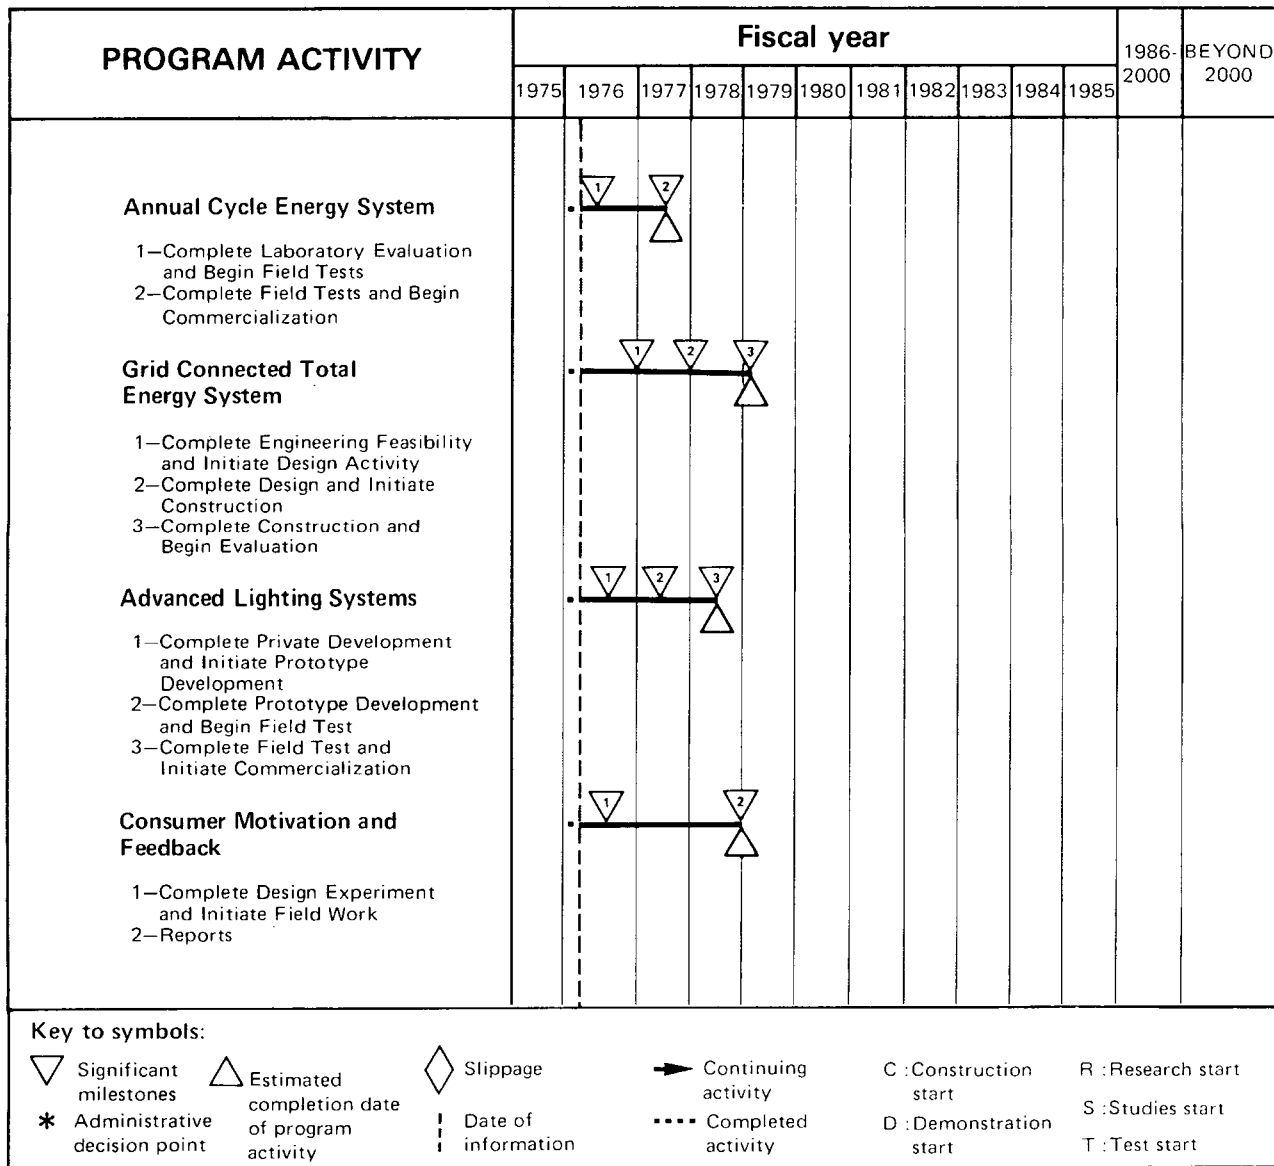 PROGRAM ACTIVITY
Fiscal year
1975 1976 1977 1978 1979 1980 1981 1982 1983 1984 1985
1986-
2000
BEYOND
2000
Annual Cycle Energy System
1 2
1—Complete Laboratory Evaluation
and Begin Field Tests
2—Complete Field Tests and Begin
Commercialization
Grid Connected Total
Energy System
1 2 3
1—Complete Engineering Feasibility
and Initiate Design Activity
2—Complete Design and Initiate
Construction
3—Complete Construction and
Begin Evaluation
Advanced Lighting Systems
1 2 3
1—Complete Private Development
and Initiate Prototype
Development
2—Complete Prototype Development
and Begin Field Test
3—Complete Field Test and
Initiate Commercialization
Consumer Motivation and
Feedback
1 2
1—Complete Design Experiment
and Initiate Field Work
2—Reports
Key to symbols:
Significant
milestones
* Administrative
decision point
Estimated
completion date
of program
activity
Slippage
Date of
information
Continuing
activity
Completed
activity
C :Construction
start
D :Demonstration
start
R :Research start
S :Studies start
T :Test start